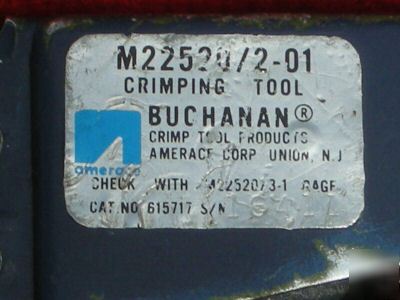 M22520/2-01
CRIMPING TOOL
BUCHANAN®
CRIMP TOOL PRODUCTS
AMERACE CORP. UNION, N.J
amerace
CHECK WITH M22520/3-1 GAGE
CAT.NO 615717 S/N